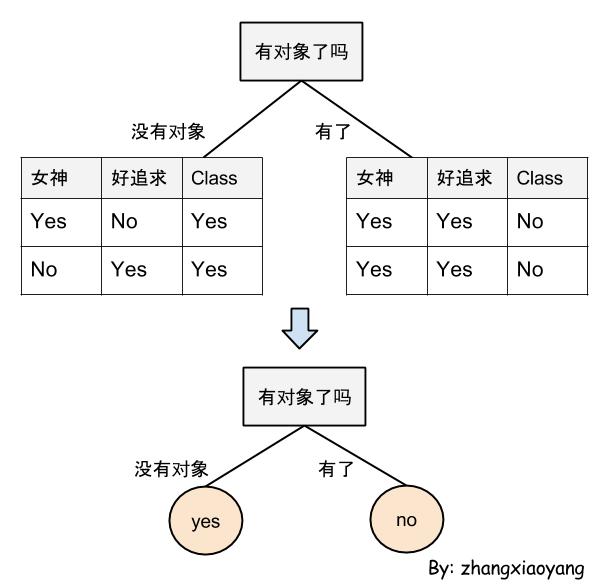 有对象了吗
没有对象 有了
女神 好追求 Class 女神 好追求 Class
Yes No Yes Yes Yes No
No Yes Yes Yes Yes No
有对象了吗
没有对象 有了
yes no
By: zhangxiaoyang